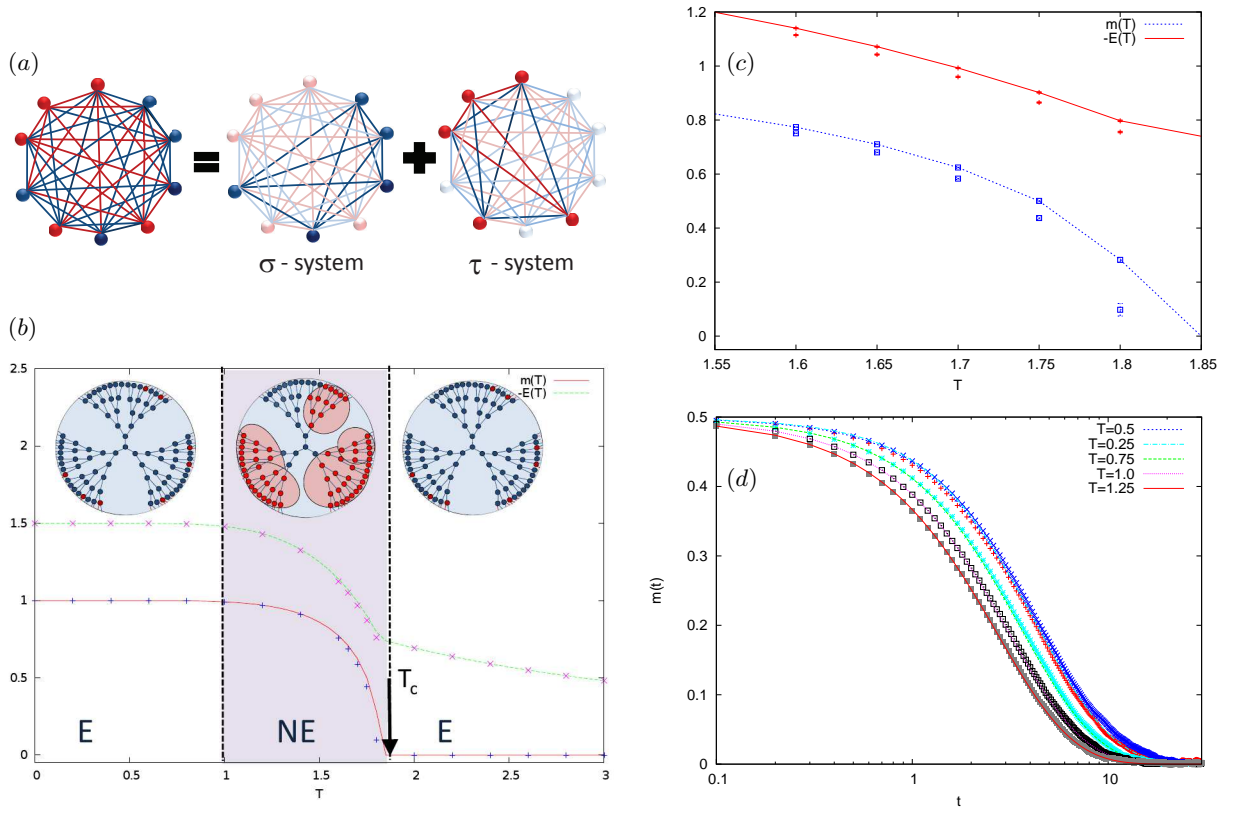 (a)
σ - system
τ - system
(b)
2.5
2
1.5
1
0.5
0
m(T)
-E(T)
T_c
E
NE
E
0
0.5
1
1.5
2
2.5
3
T
(c)
1.2
1
0.8
0.6
0.4
0.2
0
m(T)
-E(T)
1.55
1.6
1.65
1.7
1.75
1.8
1.85
T
(d)
0.5
0.4
0.3
0.2
0.1
0
m(t)
T=0.5
T=0.25
T=0.75
T=1.0
T=1.25
0.1
1
10
t